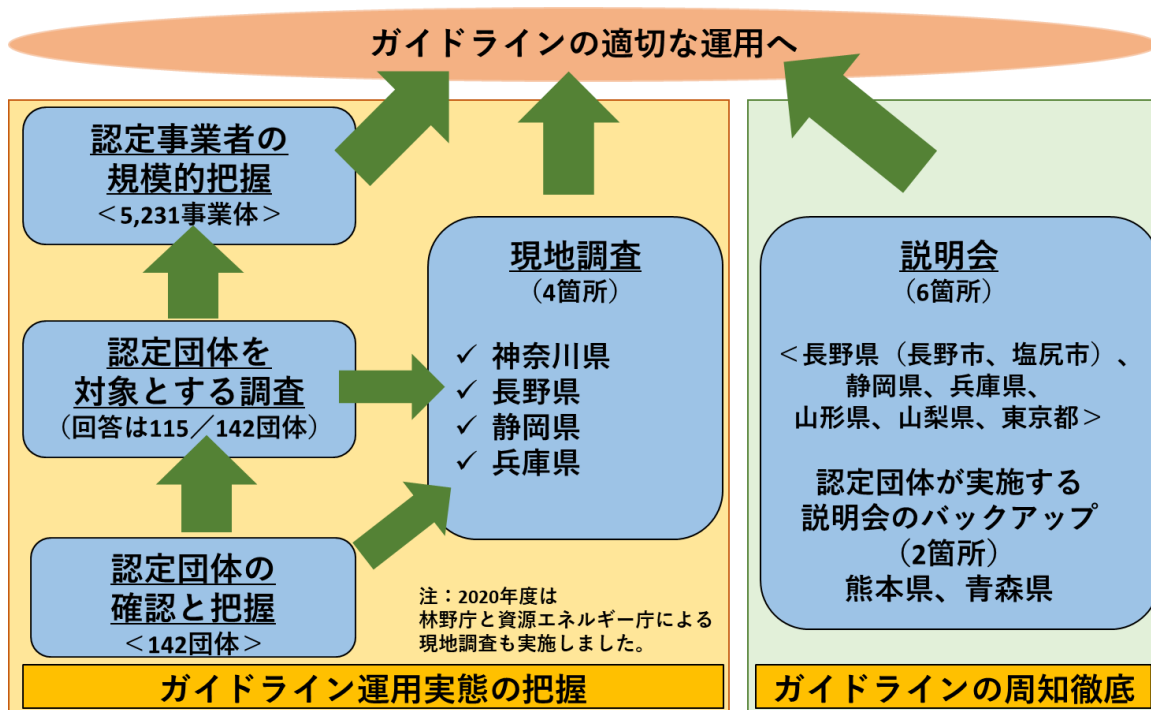 ガイドラインの適切な運用へ
認定事業者の
規模的把握
＜5,231事業体＞
認定団体を
対象とする調査
（回答は115／142団体）
認定団体の
確認と把握
＜142団体＞
現地調査
（4箇所）
✓ 神奈川県
✓ 長野県
✓ 静岡県
✓ 兵庫県
注：2020年度は
林野庁と資源エネルギー庁による
現地調査も実施しました。
ガイドライン運用実態の把握
説明会
（6箇所）
＜長野県（長野市、塩尻市）、
静岡県、兵庫県、
山形県、山梨県、東京都＞
認定団体が実施する
説明会のバックアップ
（2箇所）
熊本県、青森県
ガイドラインの周知徹底